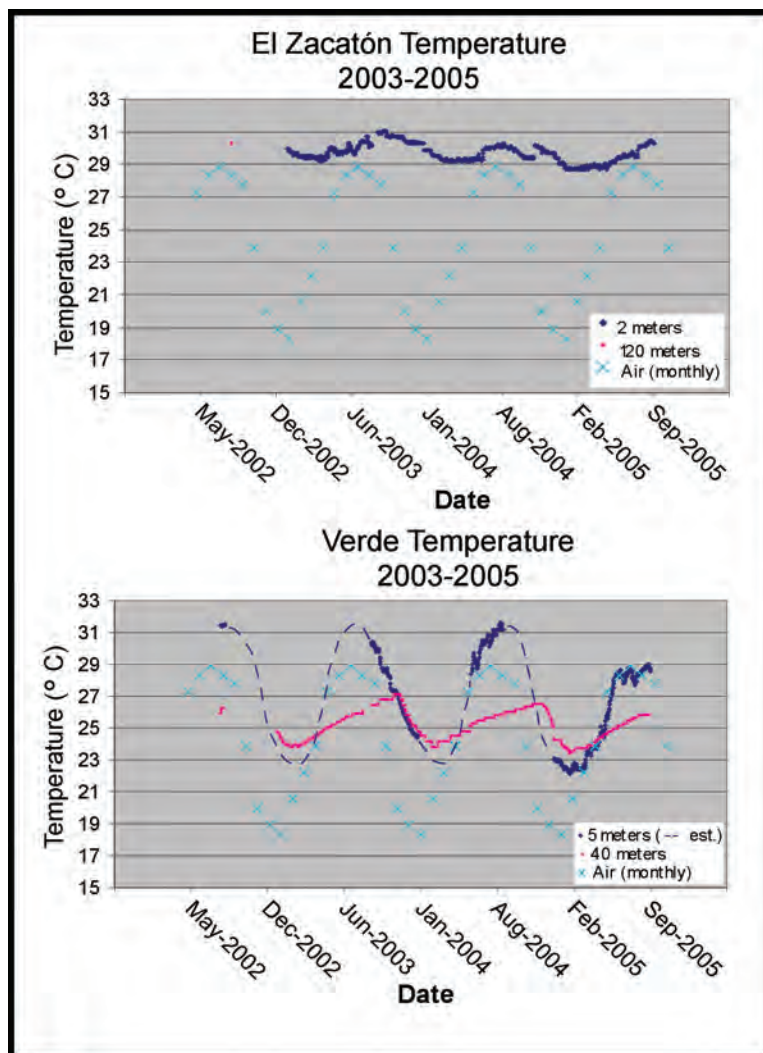 El Zacatón Temperature
2003-2005
33
31
29
27
25
23
21
19
17
15
Temperature (° C)
2 meters
120 meters
Air (monthly)
May-2002
Dec-2002
Jun-2003
Jan-2004
Aug-2004
Feb-2005
Sep-2005
Date
Verde Temperature
2003-2005
33
31
29
27
25
23
21
19
17
15
Temperature (° C)
5 meters ( -- est.)
40 meters
Air (monthly)
May-2002
Dec-2002
Jun-2003
Jan-2004
Aug-2004
Feb-2005
Sep-2005
Date